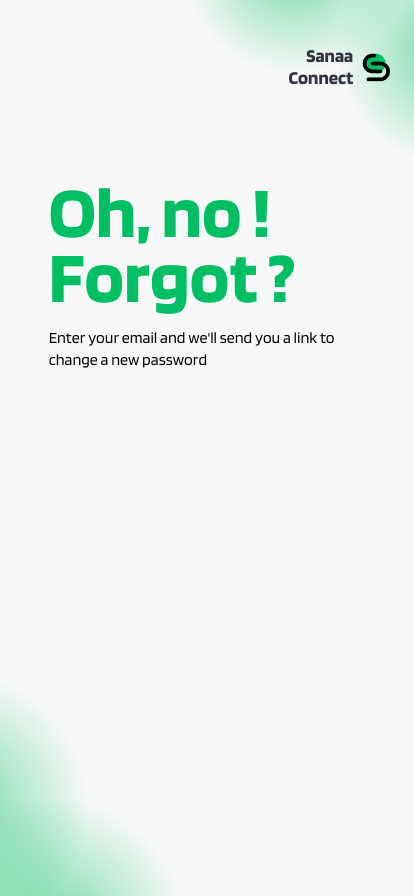 Sanaa
Connect
Oh, no !
Forgot ?
Enter your email and we'll send you a link to
change a new password